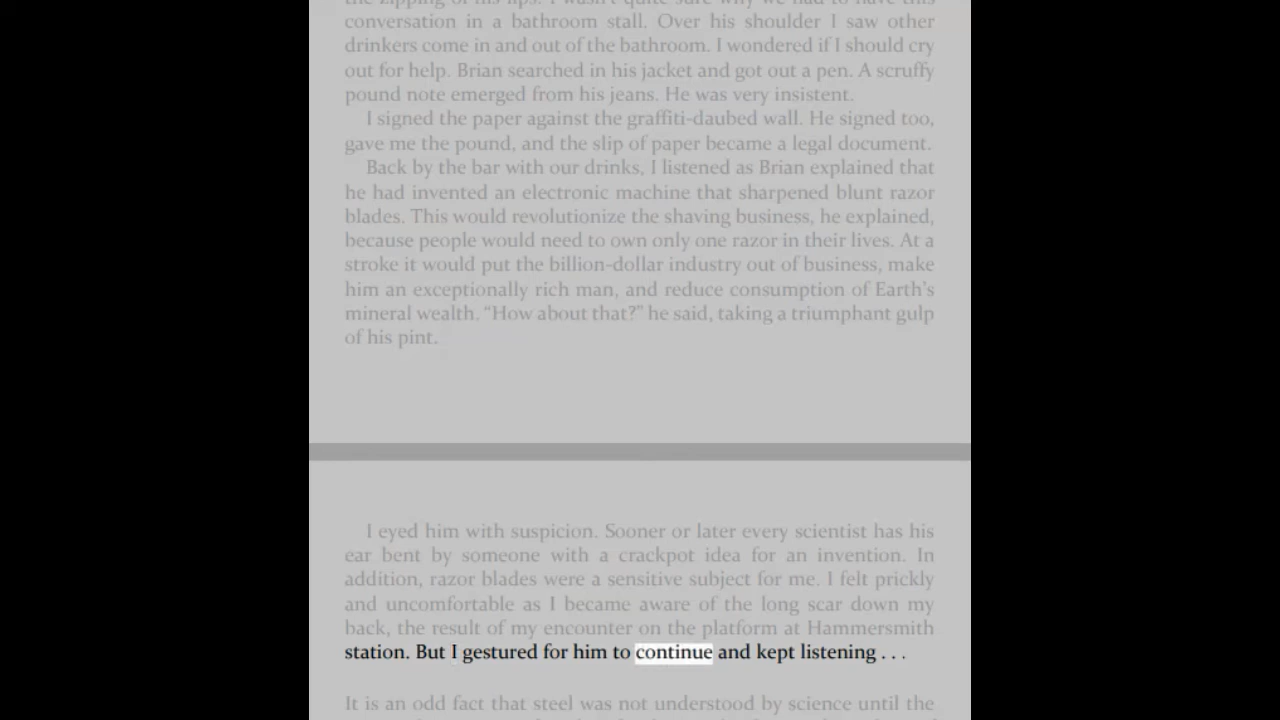 conversation in a bathroom stall. Over his shoulder I saw other
drinkers come in and out of the bathroom. I wondered if I should cry
out for help. Brian searched in his jacket and got out a pen. A scruffy
pound note emerged from his jeans. He was very insistent.
I signed the paper against the graffiti-daubed wall. He signed too,
gave me the pound, and the slip of paper became a legal document.
Back by the bar with our drinks, I listened as Brian explained that
he had invented an electronic machine that sharpened blunt razor
blades. This would revolutionize the shaving business, he explained,
because people would need to own only one razor in their lives. At a
stroke it would put the billion-dollar industry out of business, make
him an exceptionally rich man, and reduce consumption of Earth's
mineral wealth. “How about that?” he said, taking a triumphant gulp
of his pint.
I eyed him with suspicion. Sooner or later every scientist has his
ear bent by someone with a crackpot idea for an invention. In
addition, razor blades were a sensitive subject for me. I felt prickly
and uncomfortable as I became aware of the long scar down my
back, the result of my encounter on the platform at Hammersmith
station. But I gestured for him to continue and kept listening . . .
It is an odd fact that steel was not understood by science until the